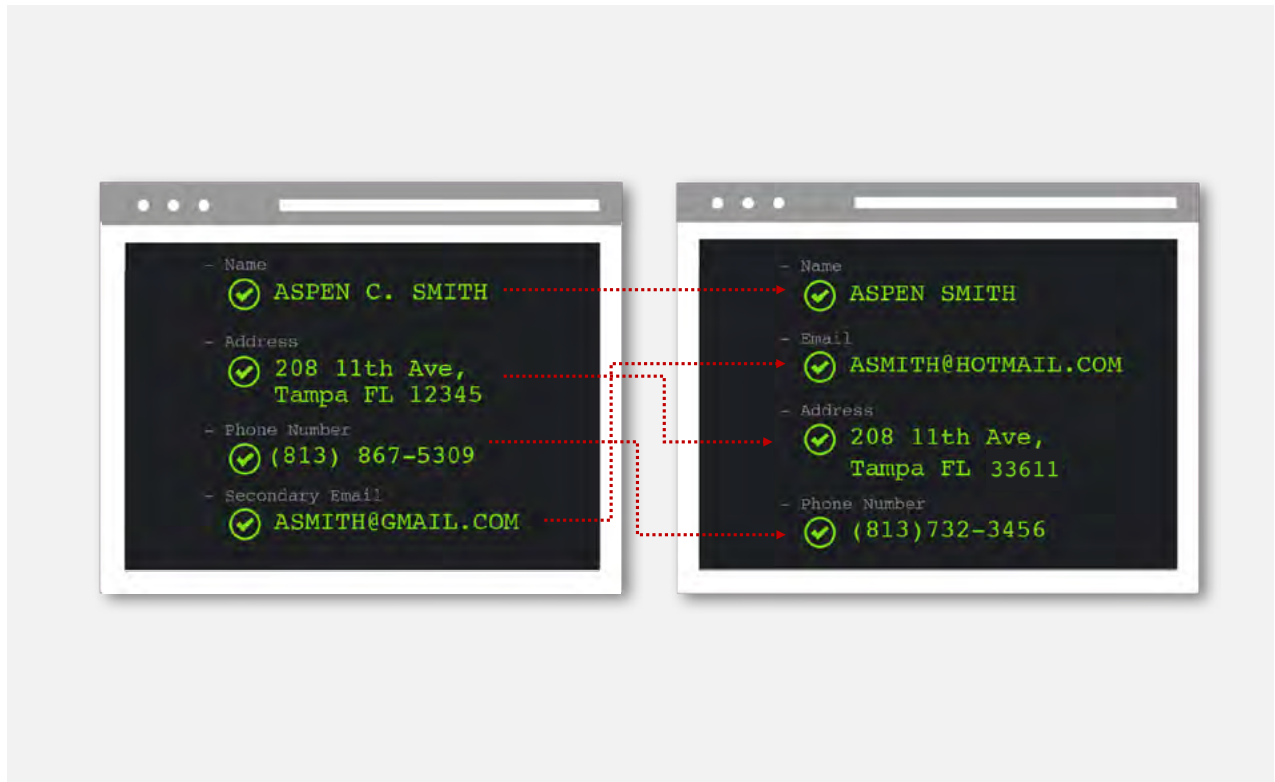 - Name
ASPEN C. SMITH
- Address
208 11th Ave,
Tampa FL 12345
- Phone Number
(813) 867-5309
- Secondary Email
ASMITH@GMAIL.COM
- Name
ASPEN SMITH
- Email
ASMITH@HOTMAIL.COM
- Address
208 11th Ave,
Tampa FL 33611
- Phone Number
(813)732-3456